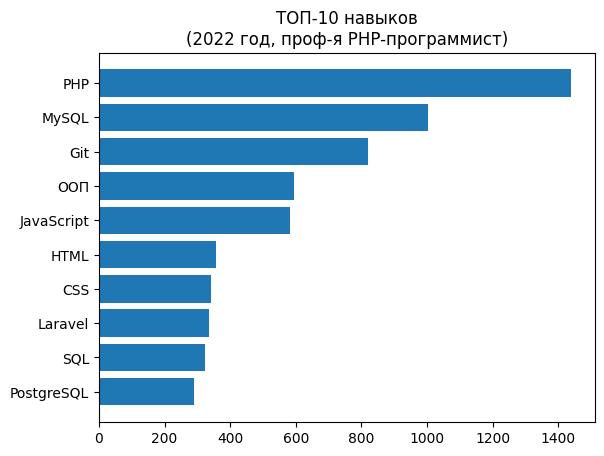 ТОП-10 навыков
(2022 год, проф-я PHP-программист)
PHP
MySQL
Git
ООП
JavaScript
HTML
CSS
Laravel
SQL
PostgreSQL
0 200 400 600 800 1000 1200 1400